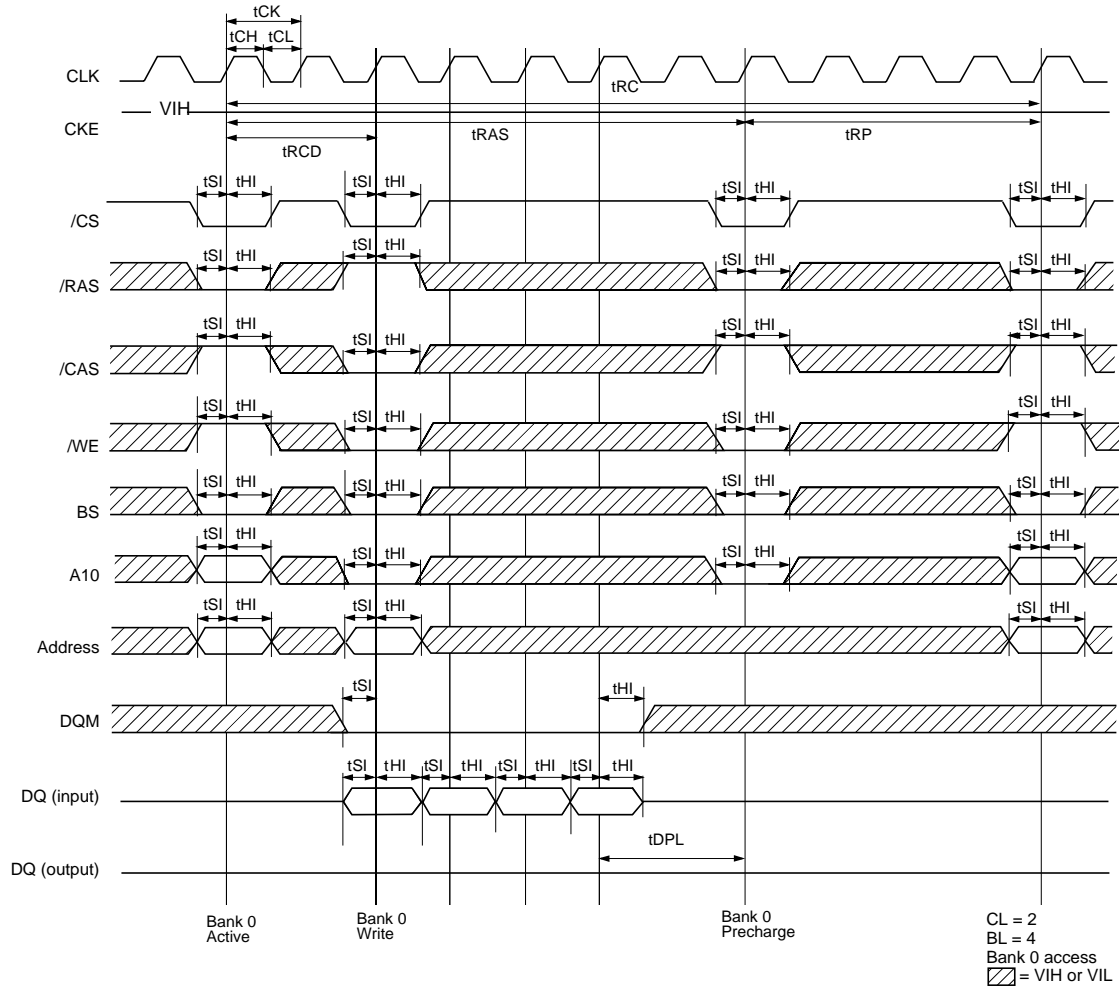 tCK
tCH tCL
CLK
tRC
VIH
CKE
tRAS tRP
tRCD
tSI tHI tSI tHI tSI tHI tSI tHI
/CS
tSI tHI
tSI tHI tSI tHI tSI tHI
/RAS
tSI tHI tSI tHI tSI tHI
tSI tHI
/CAS
tSI tHI tSI tHI
tSI tHI tSI tHI
/WE
tSI tHI tSI tHI tSI tHI tSI tHI
BS
tSI tHI tSI tHI tSI tHI tSI tHI
A10
tSI tHI tSI tHI tSI tHI
Address
tSI tHI
DQM
tSI tHI tSI tHI tSI tHI tSI tHI
DQ (input)
tDPL
DQ (output)
Bank 0
Active
Bank 0
Write
Bank 0
Precharge
CL = 2
BL = 4
Bank 0 access
= VIH or VIL